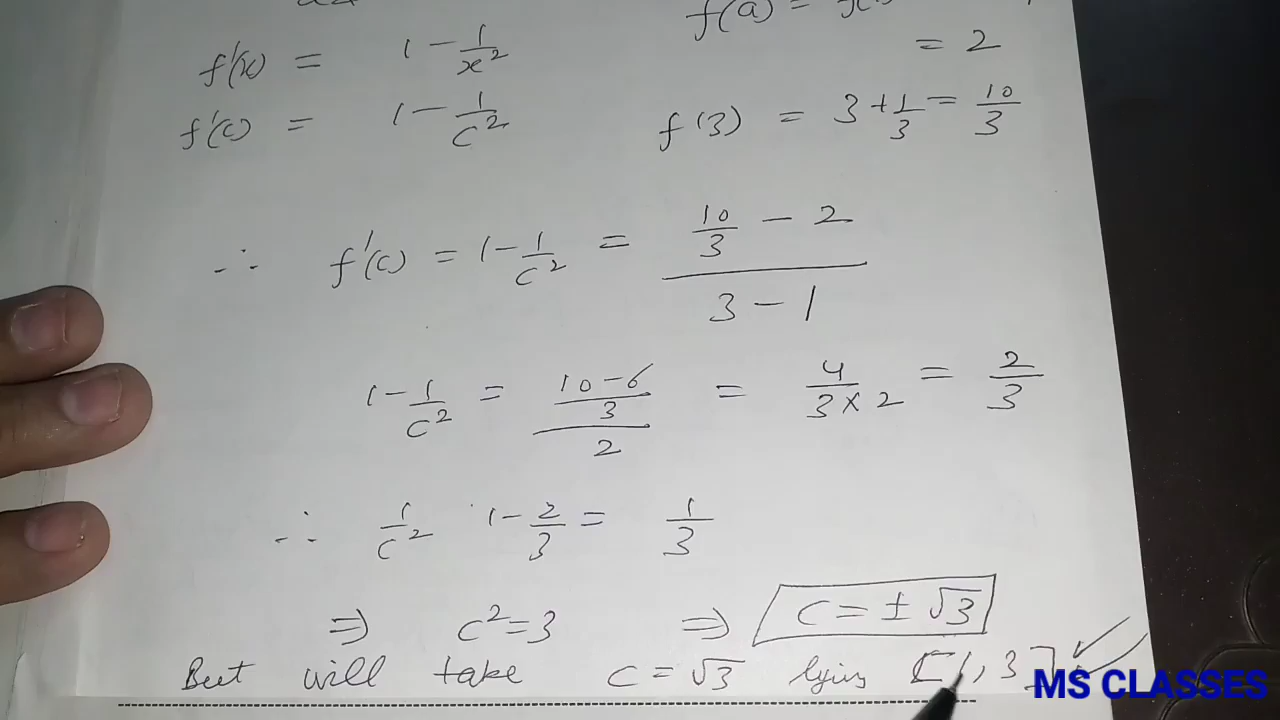 f(a) =
= 2
f'(x) = 1 - 1/x²
f'(c) = 1 - 1/c²
f(3) = 3 + 1/3 = 10/3
∴ f'(c) = 1 - 1/c² = (10/3 - 2)/(3 - 1)
1 - 1/c² = ((10 - 6)/3)/2 = 4/(3 × 2) = 2/3
∴ 1/c² 1 - 2/3 = 1/3
⇒ c² = 3 ⇒ c = ± √3
But will take c = √3 lying [1, 3]
MS CLASSES